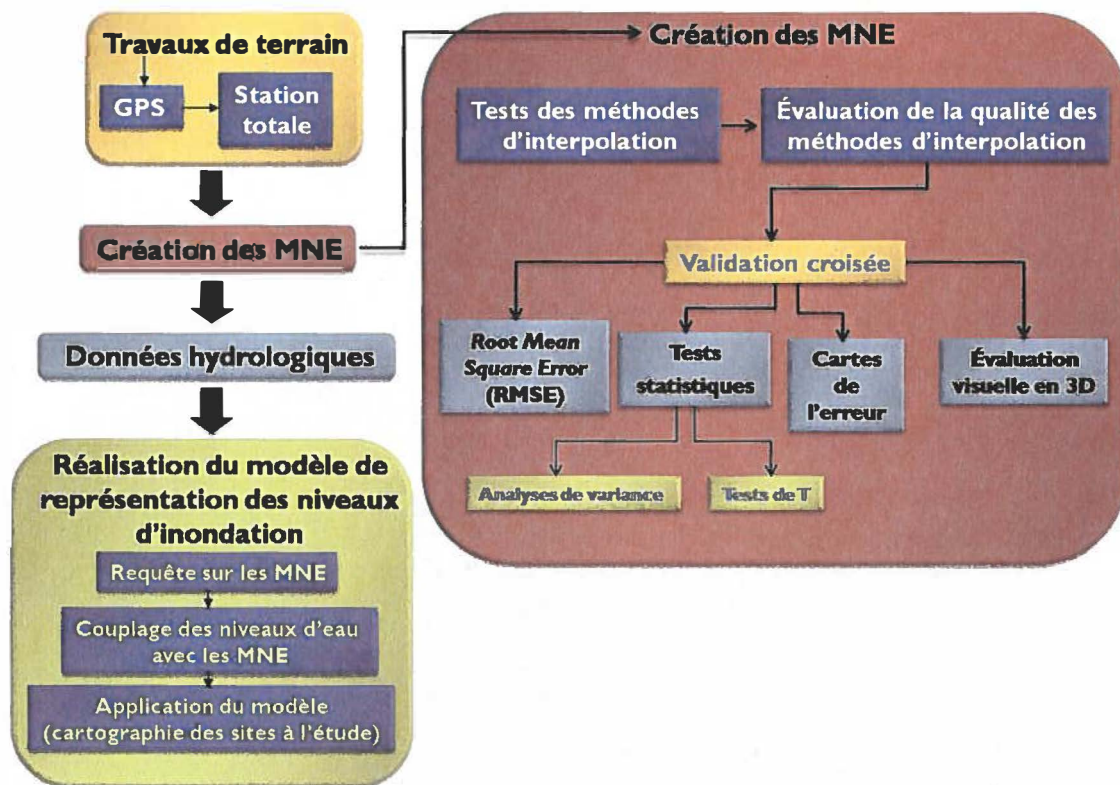 Travaux de terrain
GPS
Station
totale
Création des MNE
Données hydrologiques
Réalisation du modèle de
représentation des niveaux
d'inondation
Requête sur les MNE
Couplage des niveaux d'eau
avec les MNE
Application du modèle
(cartographie des sites à l'étude)
Création des MNE
Tests des méthodes
d'interpolation
Évaluation de la qualité des
méthodes d'interpolation
Validation croisée
Root Mean
Square Error
(RMSE)
Tests
statistiques
Cartes
de
l'erreur
Évaluation
visuelle en 3D
Analyses de variance
Tests de T